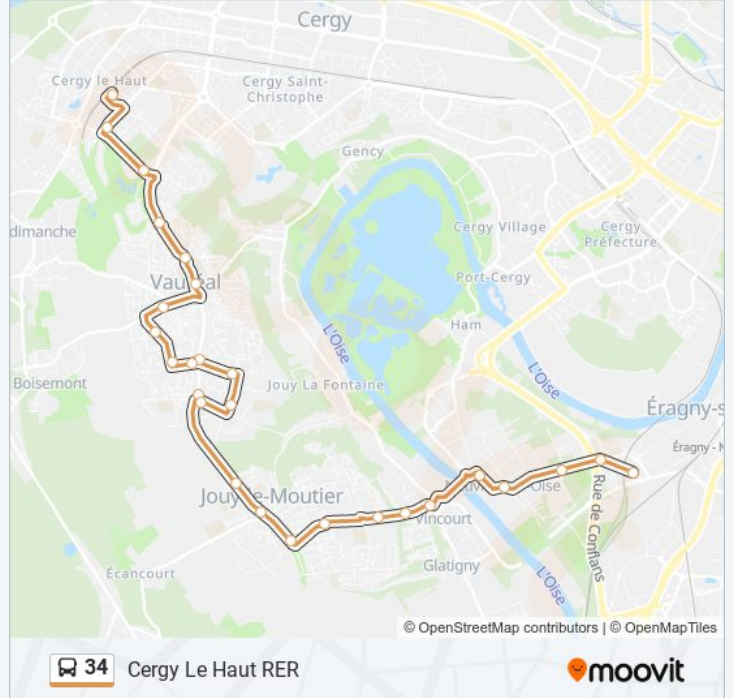 Cergy
Cergy le Haut
Cergy Saint-
Christophe
Gency
dimanche
Cergy Village
Cergy
Préfecture
Port-Cergy
Ham
L'Oise
L'Oise
Boisemont
Jouy La Fontaine
Éragny-s
Éragny - N
Jouy-le-Moutier
Oise
Vincourt
Rue de Conflans
Glatigny
Écancourt
L'Oise
© OpenStreetMap contributors | © OpenMapTiles
34 Cergy Le Haut RER
moovit